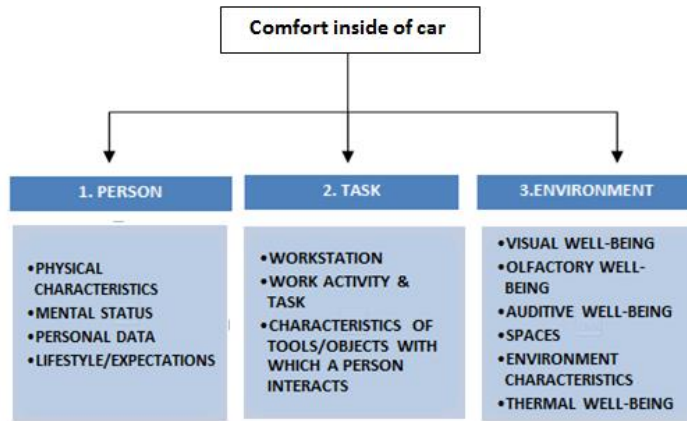 Comfort inside of car
1. PERSON
•PHYSICAL
CHARACTERISTICS
•MENTAL STATUS
•PERSONAL DATA
•LIFESTYLE/EXPECTATIONS
2. TASK
•WORKSTATION
•WORK ACTIVITY &
TASK
•CHARACTERISTICS OF
TOOLS/OBJECTS WITH
WHICH A PERSON
INTERACTS
3.ENVIRONMENT
•VISUAL WELL-BEING
•OLFACTORY WELL-
BEING
•AUDITIVE WELL-BEING
•SPACES
•ENVIRONMENT
CHARACTERISTICS
•THERMAL WELL-BEING